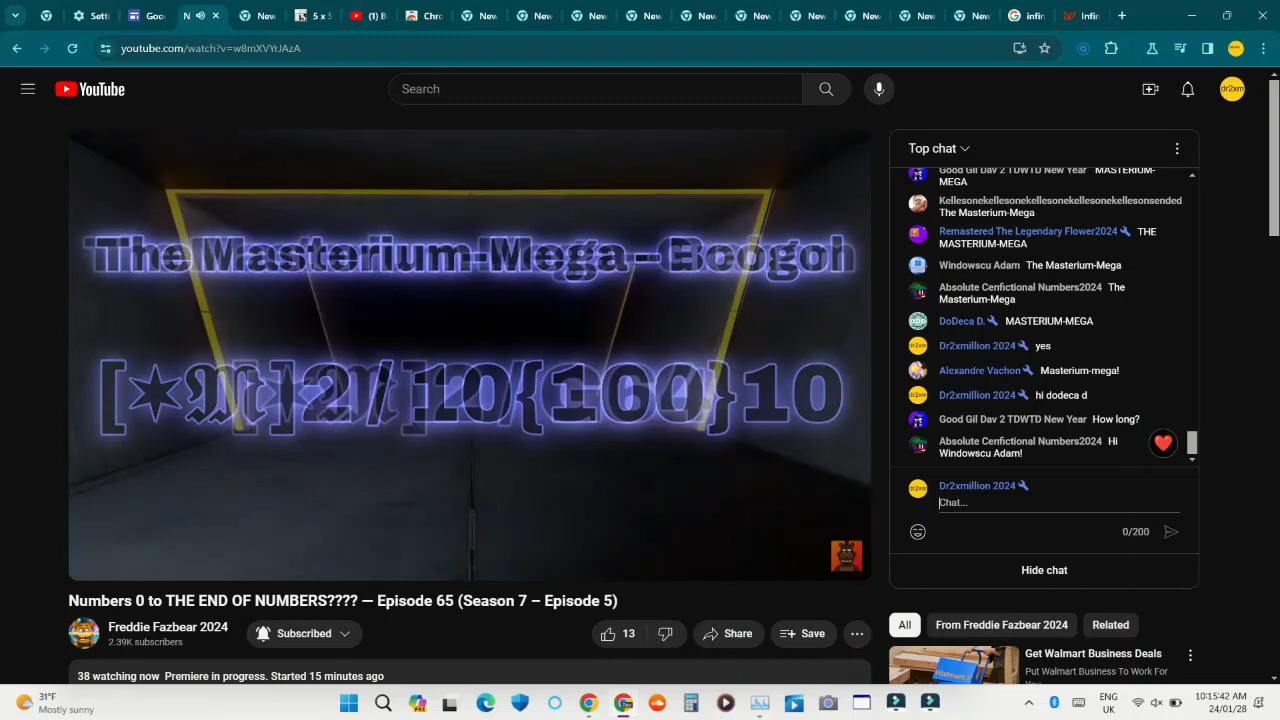 Setti
Goo
N
New
5 x
(1) B
Chro
New
New
New
New
New
New
New
New
New
New
infin
Infin
youtube.com/watch?v=w8mXVYrJAzA
YouTube
Search
dr2xm
The Masterium-Mega – Boogoh
Top chat
Good Gil Dav 2 TDWTD New Year MASTERIUM-
MEGA
Kellesonekellesonekellesonekellesonsended
The Masterium-Mega
Remastered The Legendary Flower2024 THE
MASTERIUM-MEGA
Windowscu Adam The Masterium-Mega
Absolute Cenfictional Numbers2024 The
Masterium-Mega
DoDeca D. MASTERIUM-MEGA
Dr2xmillion 2024 yes
Alexandre Vachon Masterium-mega!
Dr2xmillion 2024 hi dodeca d
Good Gil Dav 2 TDWTD New Year How long?
Absolute Cenfictional Numbers2024 Hi
Windowscu Adam!
Dr2xmillion 2024
Chat...
0/200
Hide chat
Numbers 0 to THE END OF NUMBERS???? — Episode 65 (Season 7 – Episode 5)
Freddie Fazbear 2024
2.39K subscribers
Subscribed
13
Share
Save
38 watching now Premiere in progress. Started 15 minutes ago
All
From Freddie Fazbear 2024
Related
Get Walmart Business Deals
Put Walmart Business To Work For
31°F
Mostly sunny
ENG
UK
10:15:42 AM
24/01/28